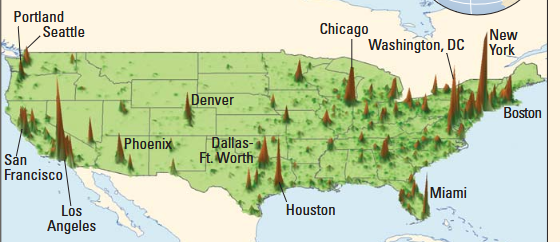 Portland
Seattle
Chicago
Washington, DC
New
York
Denver
Boston
Phoenix
Dallas-
Ft. Worth
San
Francisco
Los
Angeles
Houston
Miami